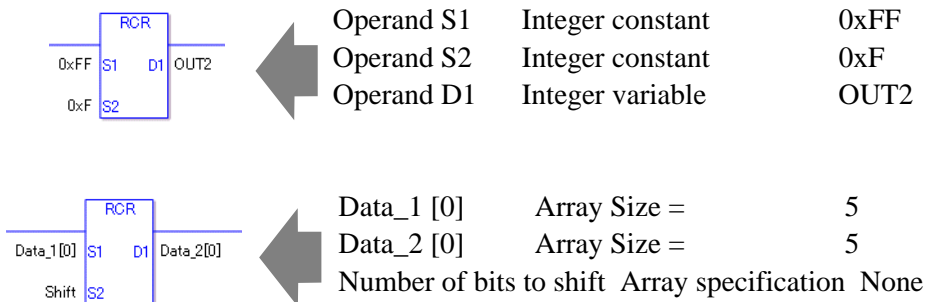 RCR
0xFF S1 D1 OUT2
0xF S2
Operand S1 Integer constant 0xFF
Operand S2 Integer constant 0xF
Operand D1 Integer variable OUT2
RCR
Data_1[0] S1 D1 Data_2[0]
Shift S2
Data_1 [0] Array Size = 5
Data_2 [0] Array Size = 5
Number of bits to shift Array specification None